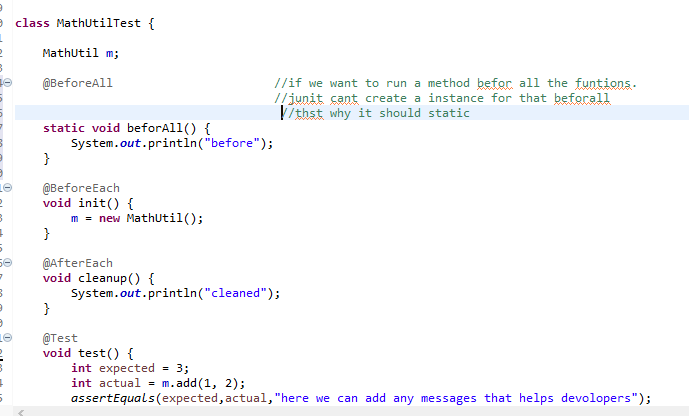 class MathUtilTest {
MathUtil m;
@BeforeAll //if we want to run a method befor all the funtions.
//junit cant create a instance for that beforall
//thst why it should static
static void beforAll() {
System.out.println("before");
}
@BeforeEach
void init() {
m = new MathUtil();
}
@AfterEach
void cleanup() {
System.out.println("cleaned");
}
@Test
void test() {
int expected = 3;
int actual = m.add(1, 2);
assertEquals(expected,actual,"here we can add any messages that helps devolopers");